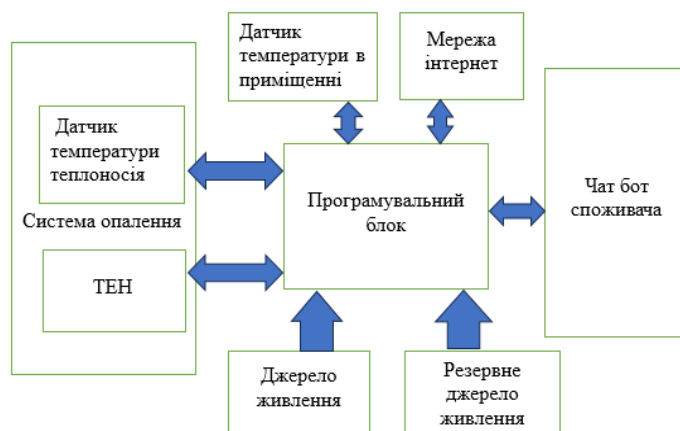 Датчик
температури в
приміщенні
Мережа
інтернет
Датчик
температури
теплоносія
Система опалення
ТЕН
Програмувальний
блок
Чат бот
споживача
Джерело
живлення
Резервне
джерело
живлення